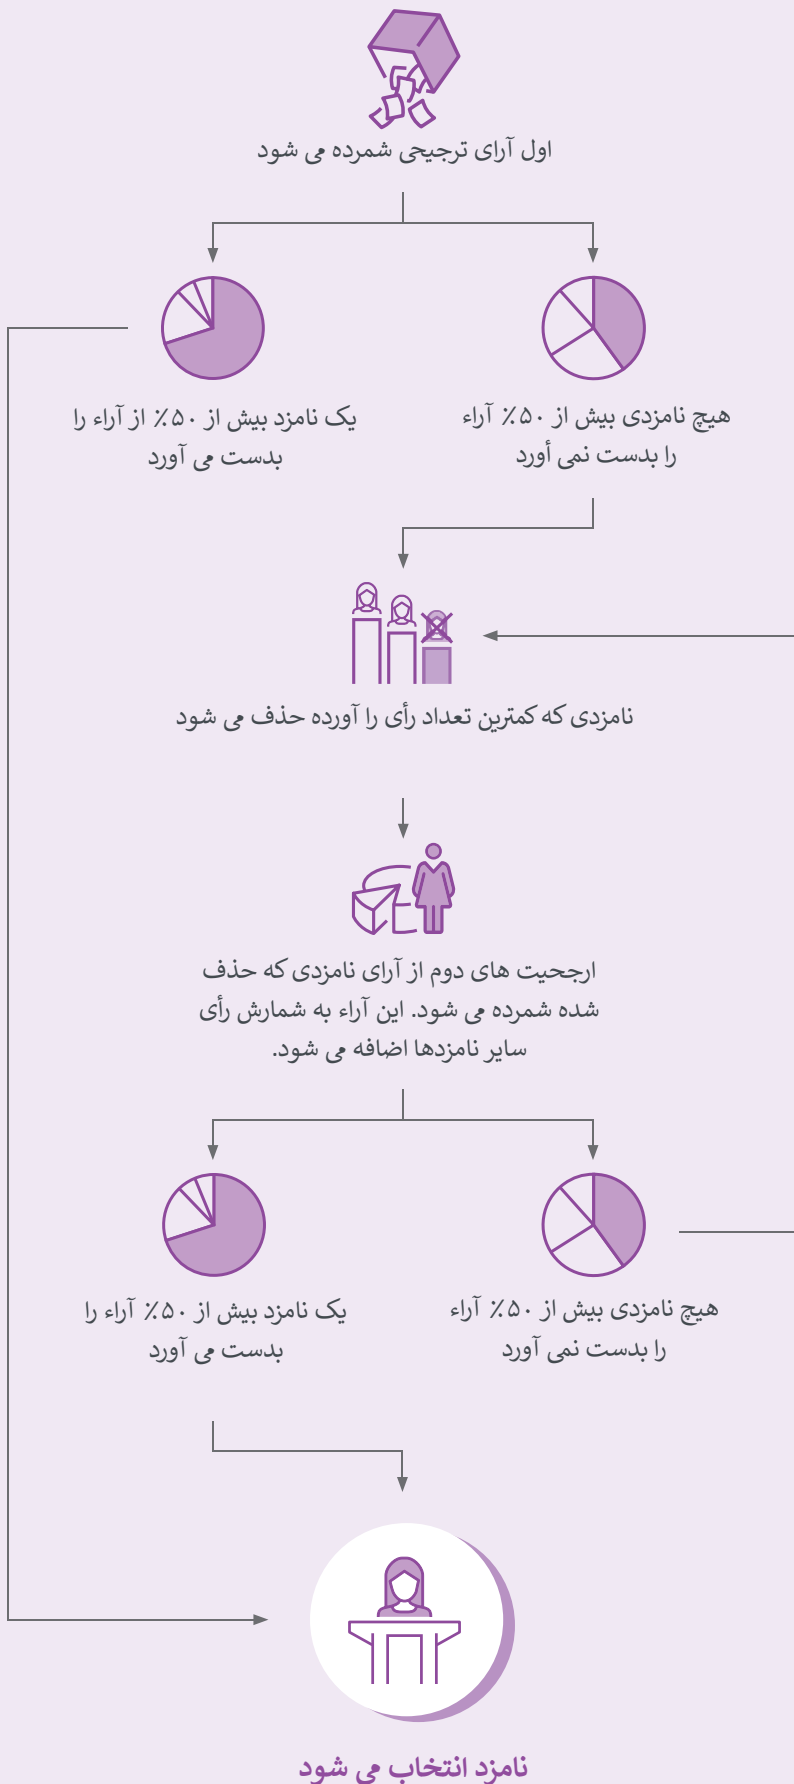 اول آرای ترجیحی شمرده می شود
هیچ نامزدی بیش از ۵۰٪ آراء
را بدست نمی أورد
یک نامزد بیش از ۵۰٪ از آراء را
بدست می آورد
نامزدی که کمترین تعداد رأی را آورده حذف می شود
ارجحیت های دوم از آرای نامزدی که حذف
شده شمرده می شود. این آراء به شمارش رأی
سایر نامزدها اضافه می شود.
هیچ نامزدی بیش از ۵۰٪ آراء
را بدست نمی آورد
یک نامزد بیش از ۵۰٪ آراء را
بدست می آورد
نامزد انتخاب می شود